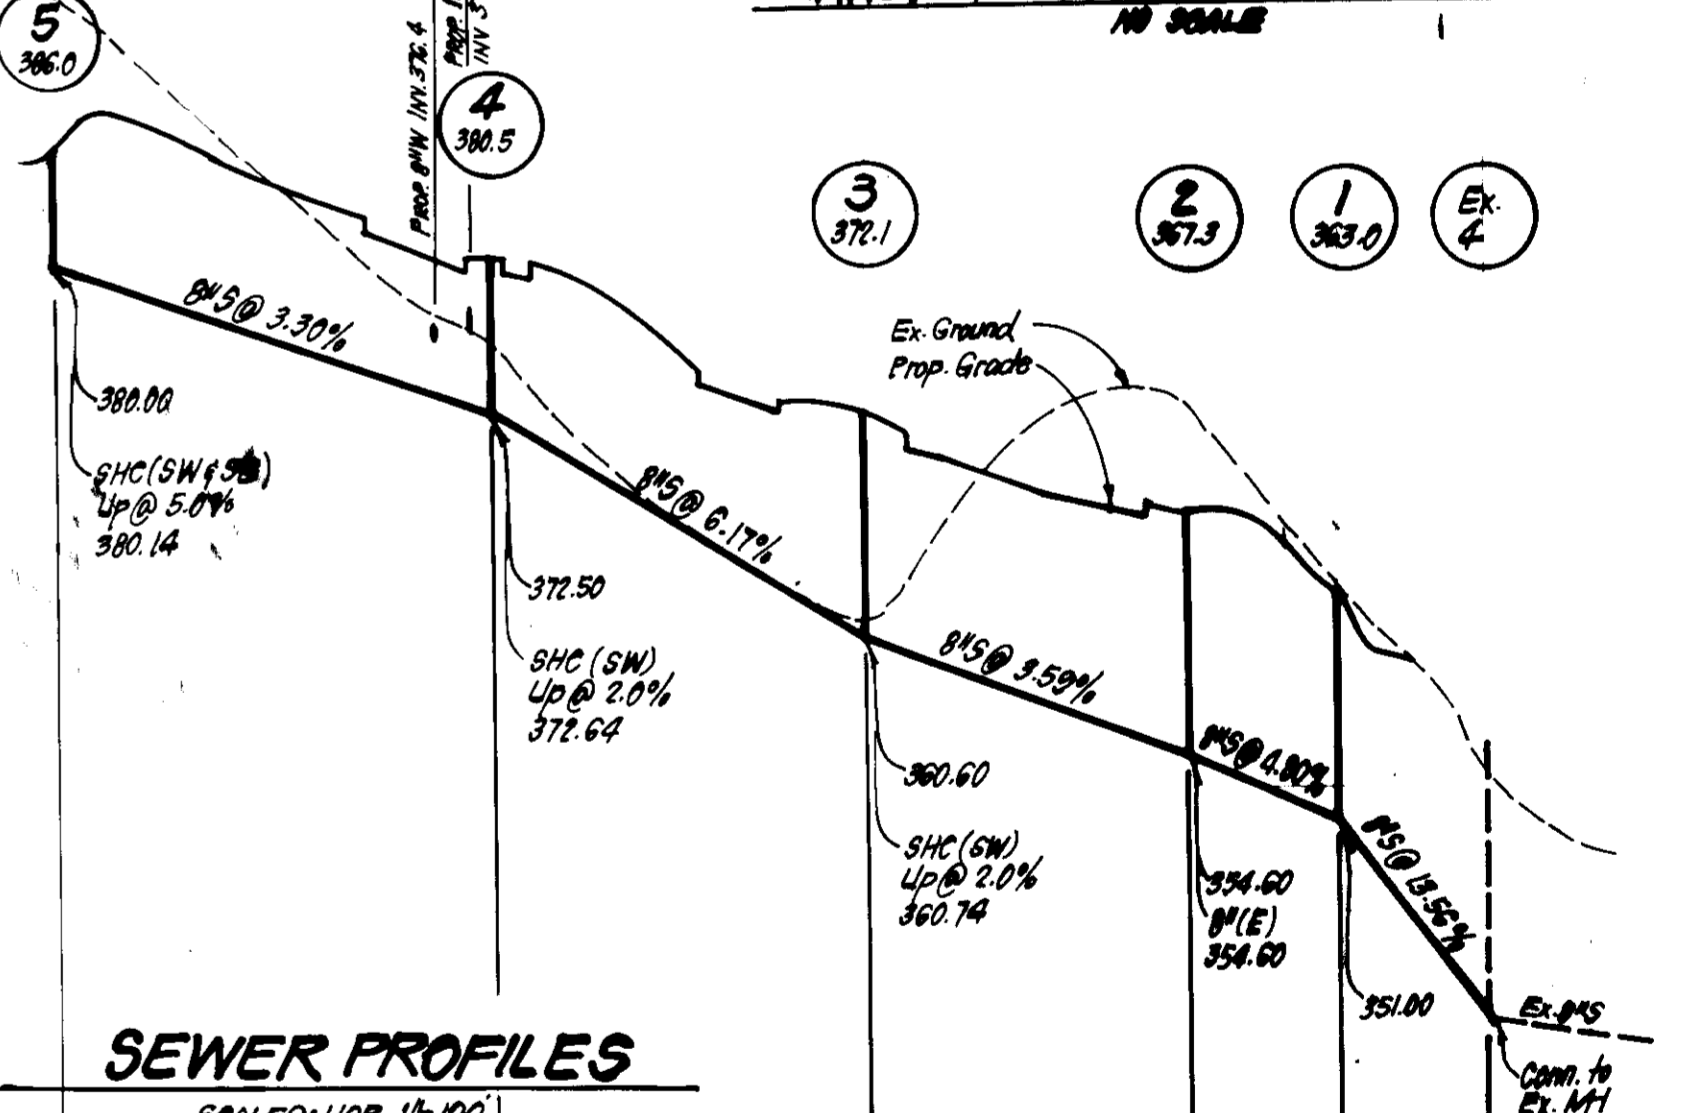 NO SCALE
5
386.0
PROP. 8"W INV. 376.4
PROP.
INV 3
4
380.5
3
372.1
2
367.3
1
363.0
Ex.
4
8"S@ 3.30%
Ex. Ground
Prop. Grade
380.00
SHC (SW &
Up @ 5.0%
380.14
8"S@ 6.17%
372.50
SHC (SW)
Up @ 2.0%
372.64
8"S@ 3.59%
360.60
SHC (SW)
Up @ 2.0%
360.74
8"S@ 4.80%
354.60
8"(E)
354.60
8"S@ 13.56%
351.00
Ex. 8"S
Conn. to
Ex. MH
SEWER PROFILES